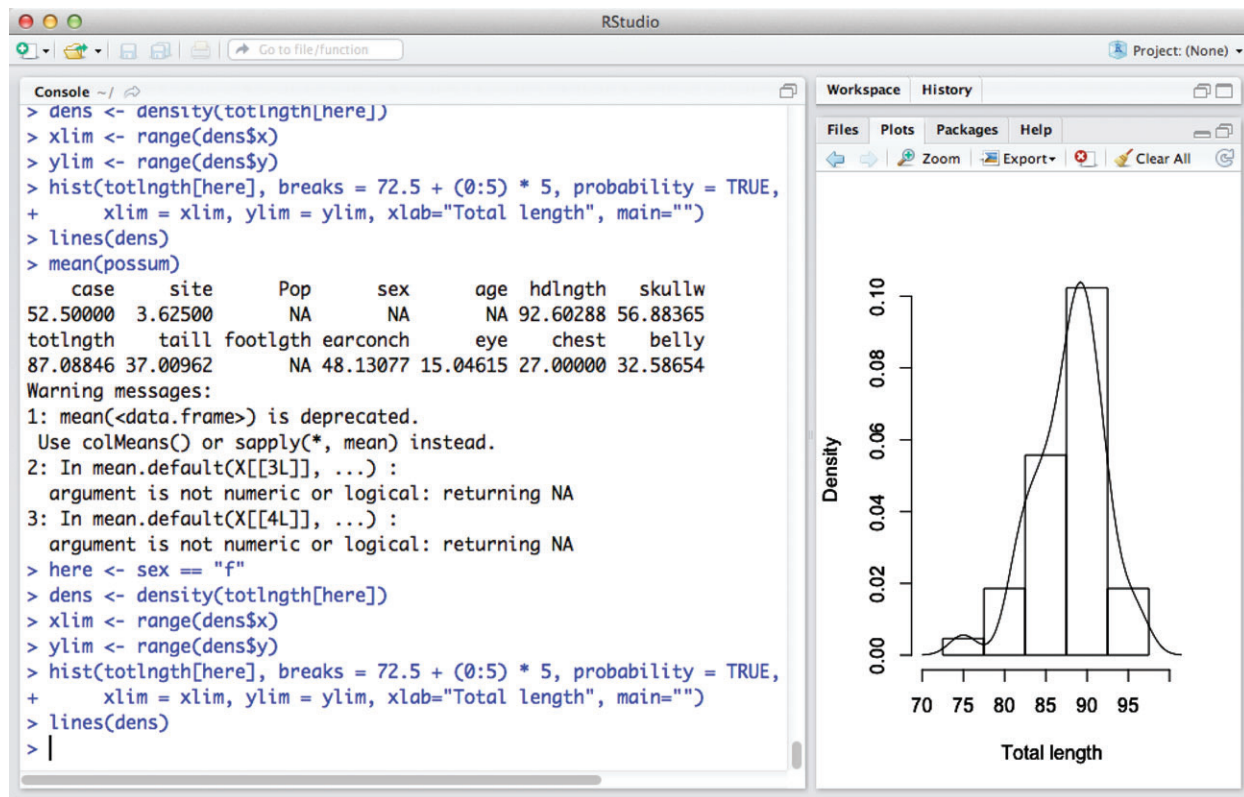 RStudio
Go to file/function
Project: (None)
Console ~/
> dens <- density(totlngth[here])
> xlim <- range(dens$x)
> ylim <- range(dens$y)
> hist(totlngth[here], breaks = 72.5 + (0:5) * 5, probability = TRUE,
+ xlim = xlim, ylim = ylim, xlab="Total length", main="")
> lines(dens)
> mean(possum)
case site Pop sex age hdlngth skullw
52.50000 3.62500 NA NA NA 92.60288 56.88365
totlngth taill footlgth earconch eye chest belly
87.08846 37.00962 NA 48.13077 15.04615 27.00000 32.58654
Warning messages:
1: mean(<data.frame>) is deprecated.
Use colMeans() or sapply(*, mean) instead.
2: In mean.default(X[[3L]], ...) :
argument is not numeric or logical: returning NA
3: In mean.default(X[[4L]], ...) :
argument is not numeric or logical: returning NA
> here <- sex == "f"
> dens <- density(totlngth[here])
> xlim <- range(dens$x)
> ylim <- range(dens$y)
> hist(totlngth[here], breaks = 72.5 + (0:5) * 5, probability = TRUE,
+ xlim = xlim, ylim = ylim, xlab="Total length", main="")
> lines(dens)
>
Workspace History
Files Plots Packages Help
Zoom Export Clear All
Density
0.10
0.08
0.06
0.04
0.02
0.00
70 75 80 85 90 95
Total length